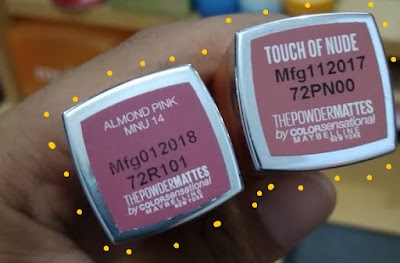 ALMOND PINK
MNU 14
Mfg012018
72R101
THEPOWDERMATTES
by COLORsensational
MAYBELLINE
NEW YORK
TOUCH OF NUDE
Mfg112017
72PN00
THEPOWDERMATTES
by COLORsensational
MAYBELLINE
NEW YORK